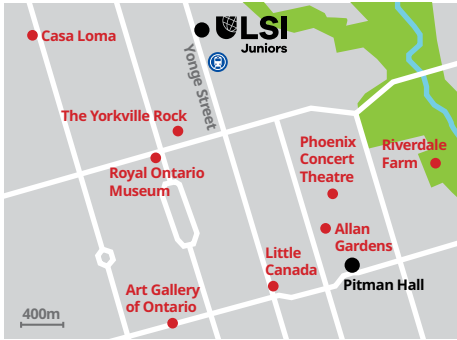 Casa Loma
ULSI
Juniors
Yonge Street
The Yorkville Rock
Royal Ontario
Museum
Phoenix
Concert
Theatre
Riverdale
Farm
Allan
Gardens
Little
Canada
Pitman Hall
Art Gallery
of Ontario
400m